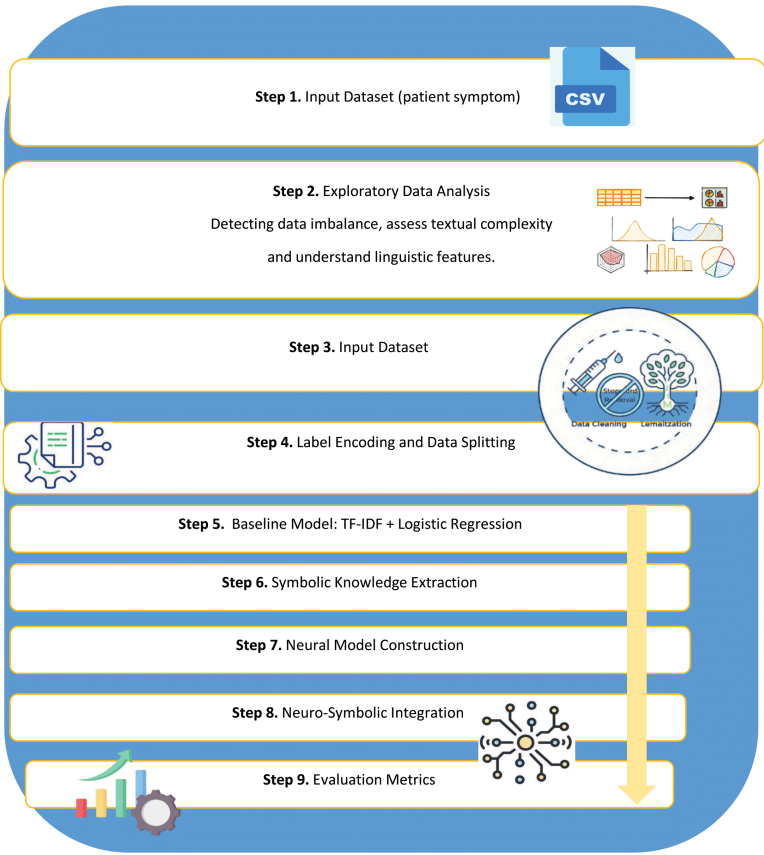 Step 1. Input Dataset (patient symptom)
CSV
Step 2. Exploratory Data Analysis
Detecting data imbalance, assess textual complexity
and understand linguistic features.
Step 3. Input Dataset
Data Cleaning
Lemaitzation
Step 4. Label Encoding and Data Splitting
Step 5. Baseline Model: TF-IDF + Logistic Regression
Step 6. Symbolic Knowledge Extraction
Step 7. Neural Model Construction
Step 8. Neuro-Symbolic Integration
Step 9. Evaluation Metrics